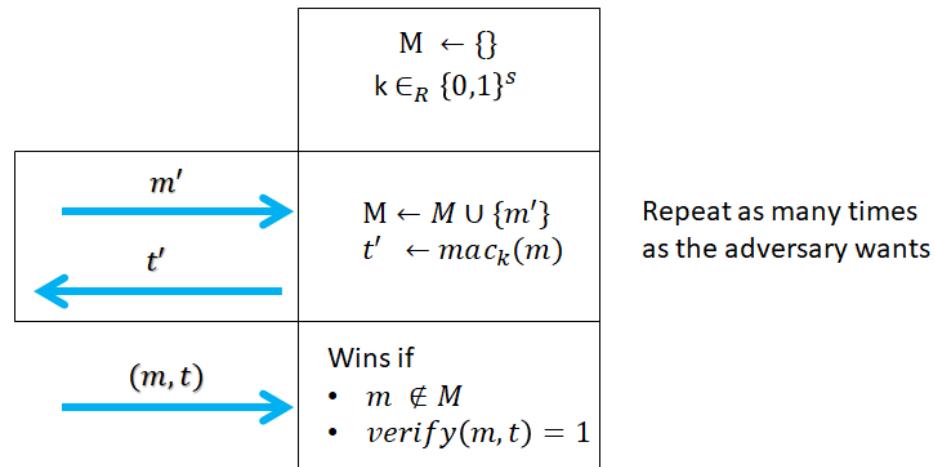 M ← {}
k ∈_R {0,1}^s
m′
M ← M ∪ {m′}
t′ ← mac_k(m)
t′
Repeat as many times
as the adversary wants
(m, t)
Wins if
• m ∉ M
• verify(m, t) = 1